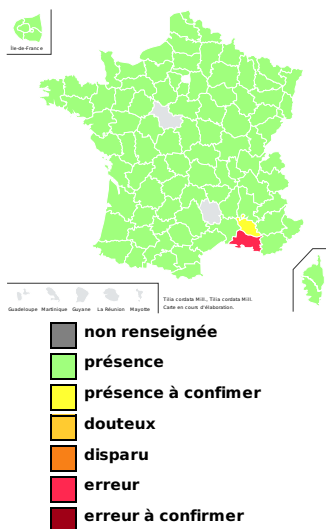 Île-de-France
Guadeloupe Martinique Guyane La Réunion Mayotte
Tilia cordata Mill., Tilia cordata Mill.
Carte en cours d'élaboration.
non renseignée
présence
présence à confimer
douteux
disparu
erreur
erreur à confirmer